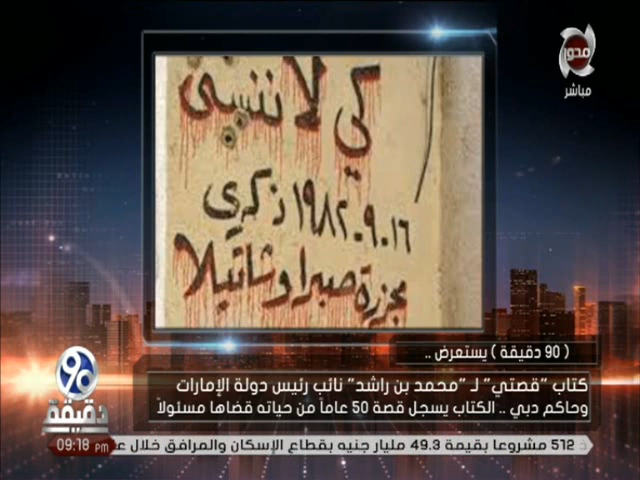 محور
مباشر
كي لا ننسى
١٦-٩-١٩٨٢ ذكرى
مجزرة صبرا وشاتيلا
( 90 دقيقة ) يستعرض ..
كتاب "قصتي" لـ "محمد بن راشد" نائب رئيس دولة الإمارات
وحاكم دبي .. الكتاب يسجل قصة 50 عاماً من حياته قضاها مسئولاً
90
دقيقة
09:18 PM
512 مشروعا بقيمة 49.3 مليار جنيه بقطاع الإسكان والمرافق خلال